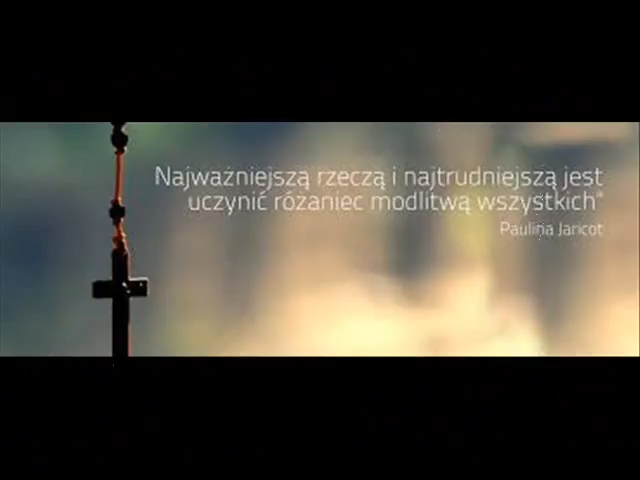 Najważniejszą rzeczą i najtrudniejszą jest
uczynić różaniec modlitwą wszystkich"
Paulina Jaricot